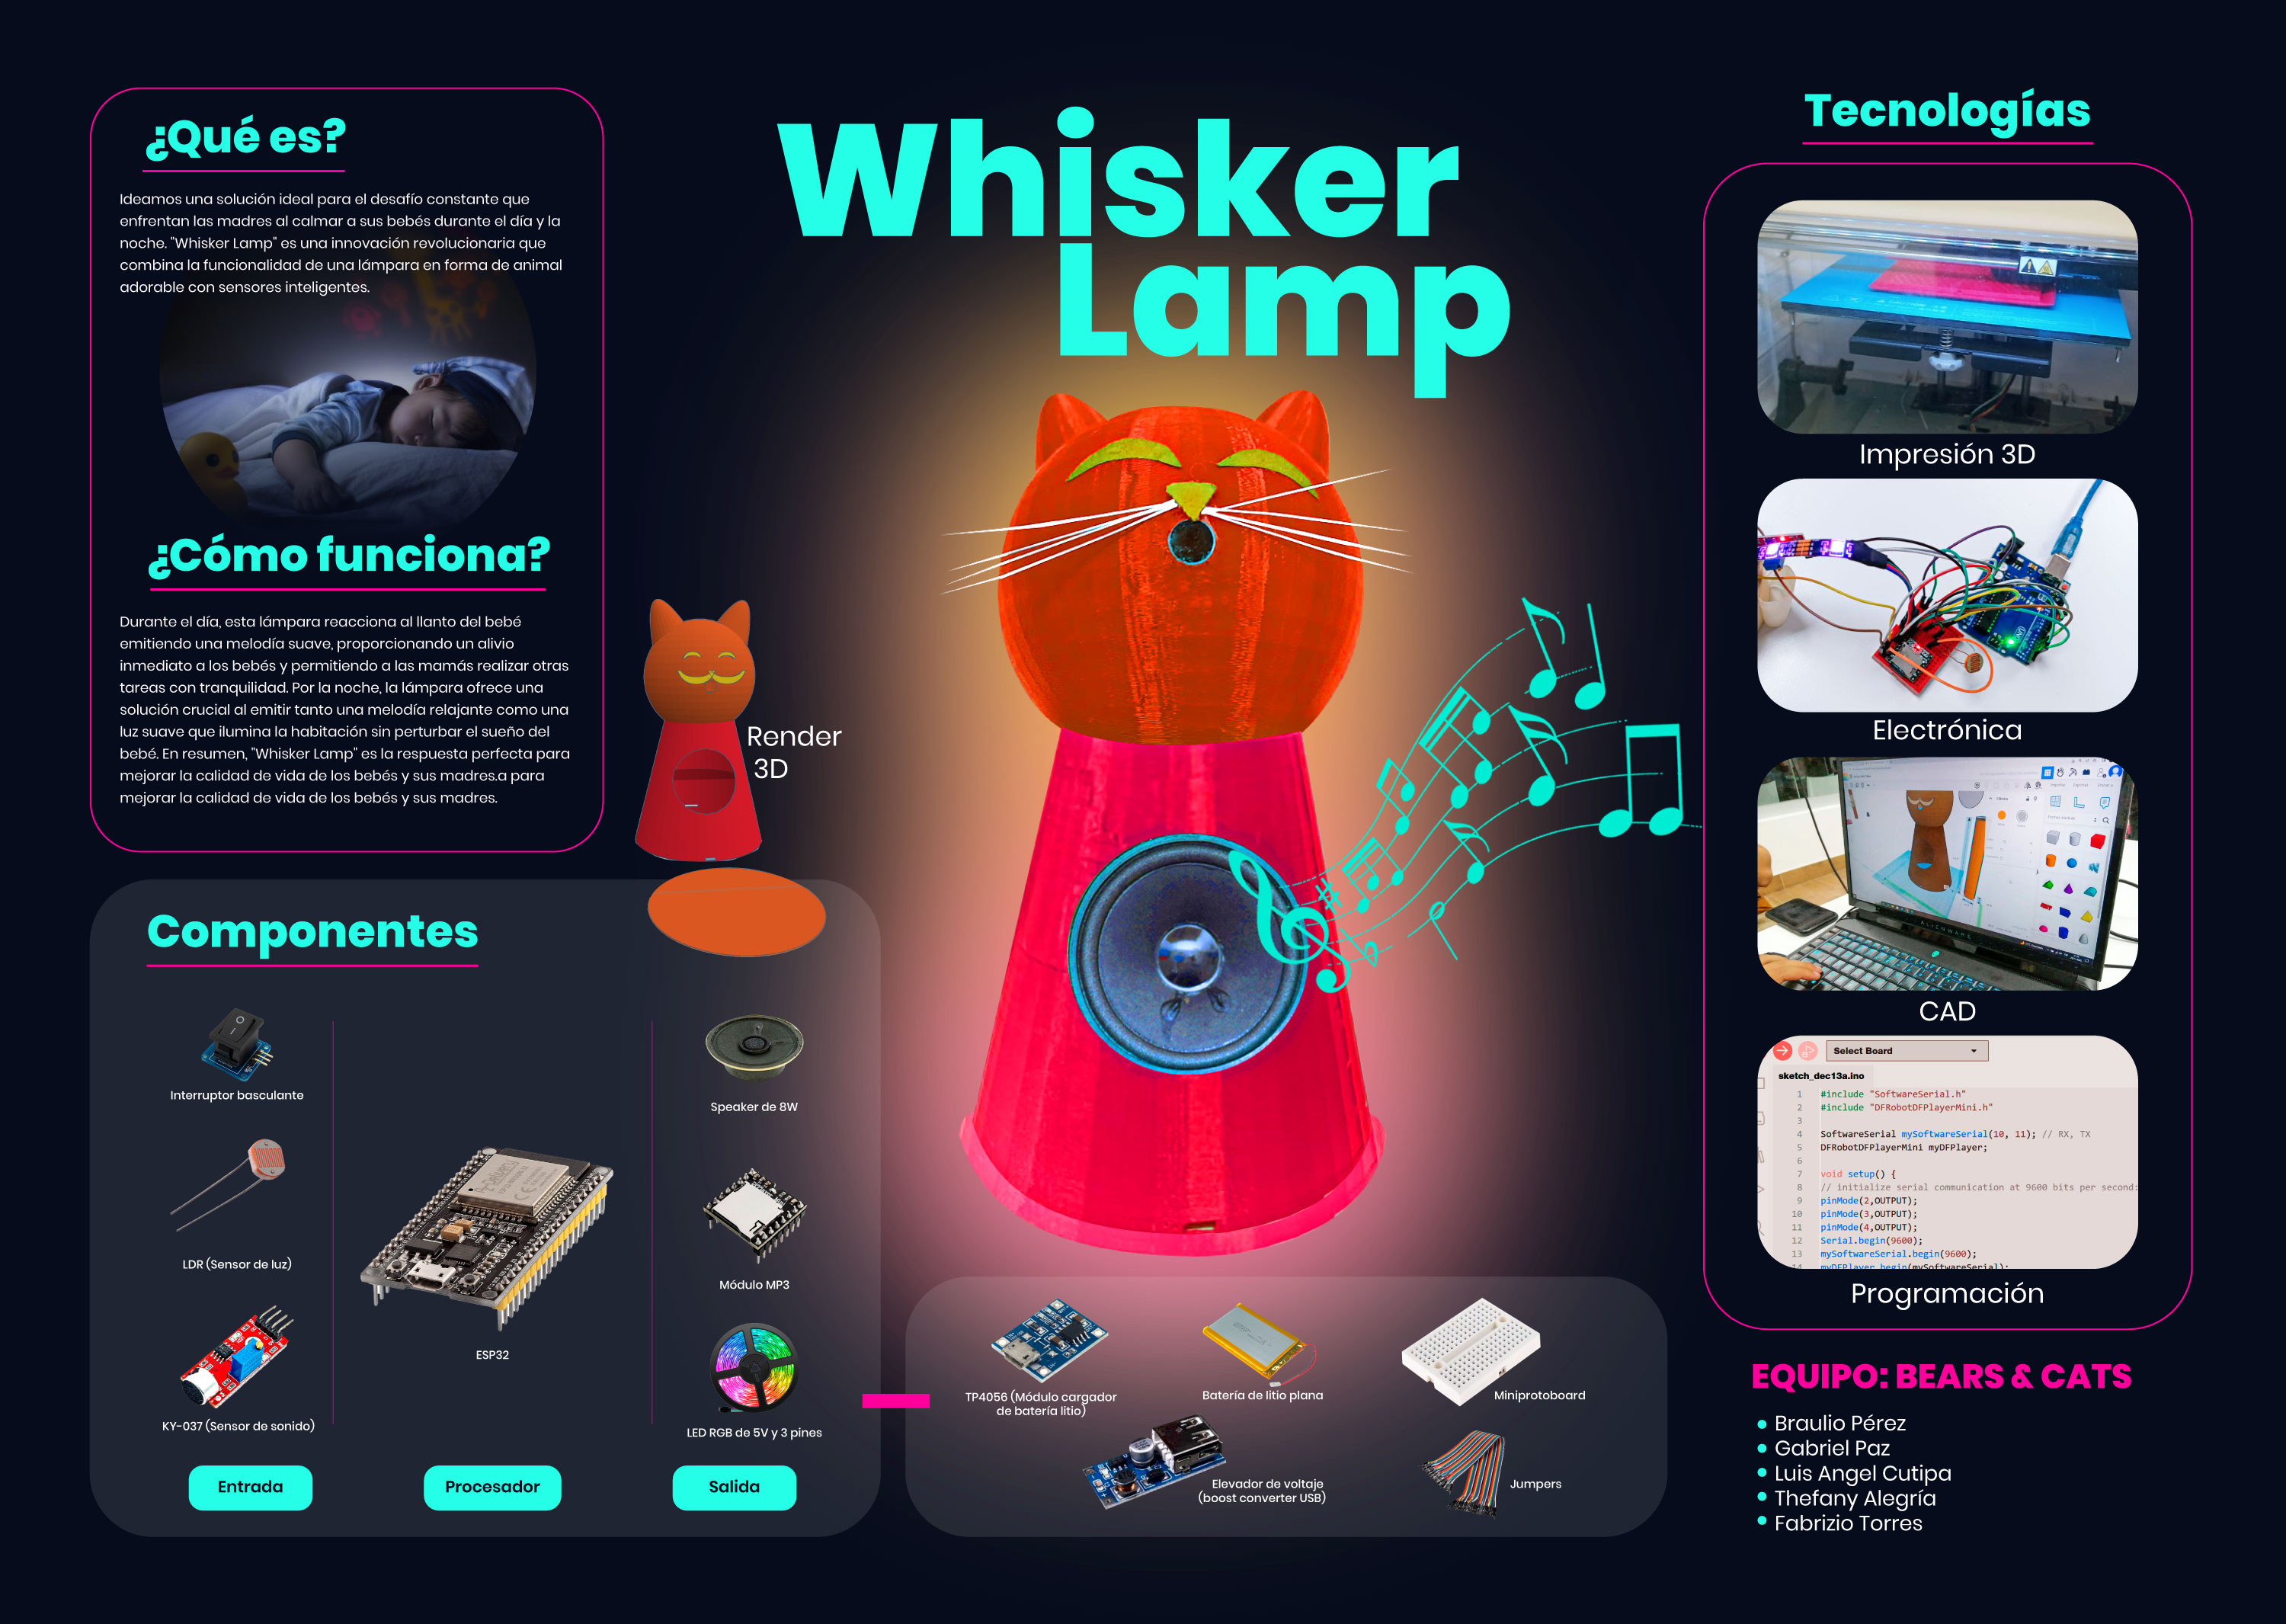 Whisker
Lamp
¿Qué es?
Ideamos una solución ideal para el desafío constante que
enfrentan las madres al calmar a sus bebés durante el día y la
noche. "Whisker Lamp" es una innovación revolucionaria que
combina la funcionalidad de una lámpara en forma de animal
adorable con sensores inteligentes.
¿Cómo funciona?
Durante el día, esta lámpara reacciona al llanto del bebé
emitiendo una melodía suave, proporcionando un alivio
inmediato a los bebés y permitiendo a las mamás realizar otras
tareas con tranquilidad. Por la noche, la lámpara ofrece una
solución crucial al emitir tanto una melodía relajante como una
luz suave que ilumina la habitación sin perturbar el sueño del
bebé. En resumen, "Whisker Lamp" es la respuesta perfecta para
mejorar la calidad de vida de los bebés y sus madres.a para
mejorar la calidad de vida de los bebés y sus madres.
Render
3D
Componentes
Interruptor basculante
LDR (Sensor de luz)
KY-037 (Sensor de sonido)
Entrada
ESP32
Procesador
Speaker de 8W
Módulo MP3
LED RGB de 5V y 3 pines
Salida
TP4056 (Módulo cargador
de batería litio)
Batería de litio plana
Miniprotoboard
Elevador de voltaje
(boost converter USB)
Jumpers
Tecnologías
Impresión 3D
Electrónica
ALIENWARE
CAD
Select Board
sketch_dec13a.ino
1 #include "SoftwareSerial.h"
2 #include "DFRobotDFPlayerMini.h"
3
4 SoftwareSerial mySoftwareSerial(10, 11); // RX, TX
5 DFRobotDFPlayerMini myDFPlayer;
6
7 void setup() {
8 // initialize serial communication at 9600 bits per second:
9 pinMode(2,OUTPUT);
10 pinMode(3,OUTPUT);
11 pinMode(4,OUTPUT);
12 Serial.begin(9600);
13 mySoftwareSerial.begin(9600);
14 myDFPlayer.begin(mySoftwareSerial);
Programación
EQUIPO: BEARS & CATS
Braulio Pérez
Gabriel Paz
Luis Angel Cutipa
Thefany Alegría
Fabrizio Torres